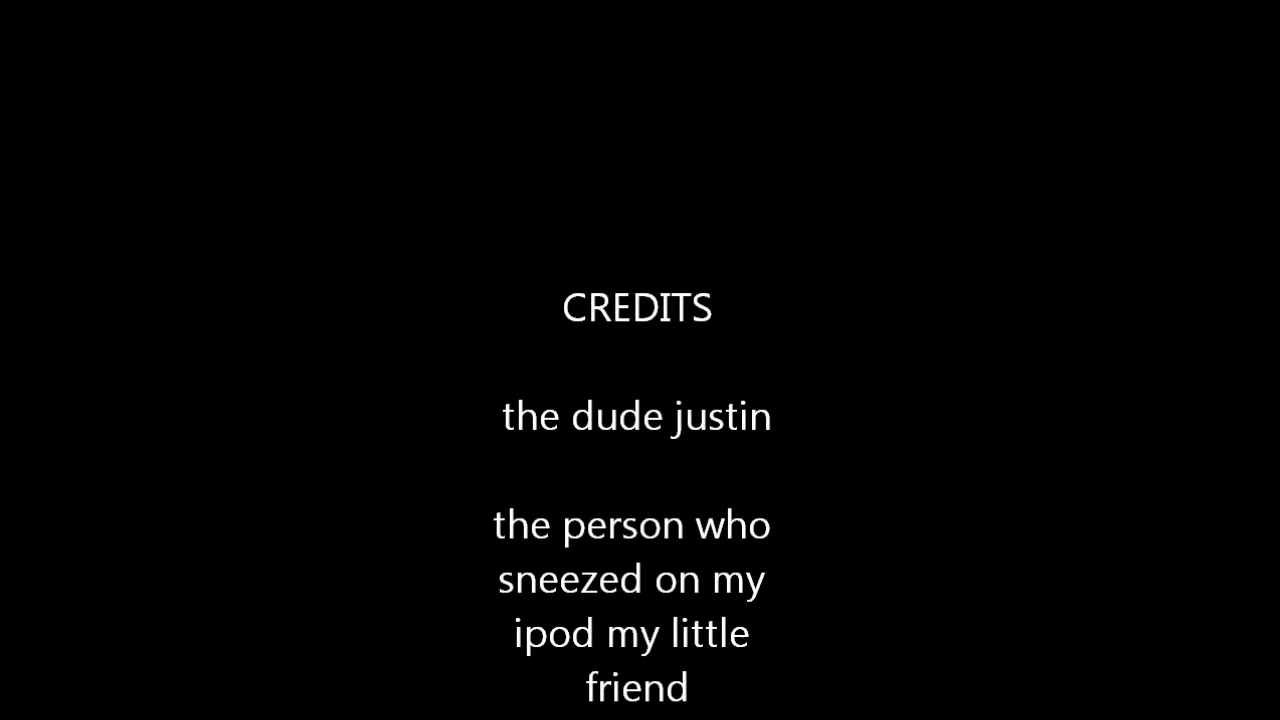 CREDITS
the dude justin
the person who
sneezed on my
ipod my little
friend